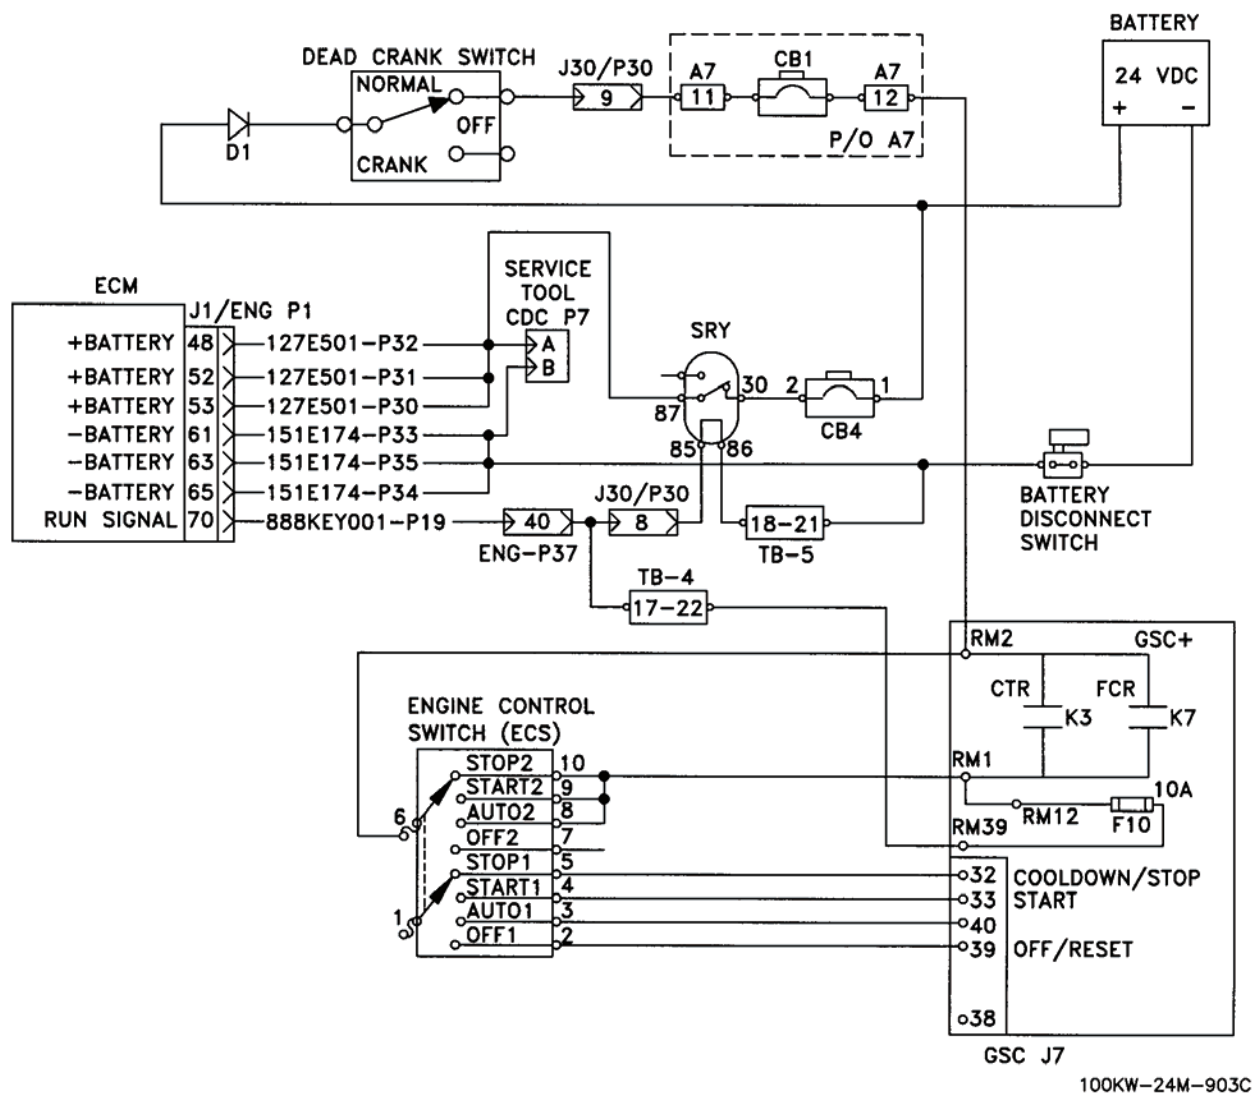 BATTERY
24 VDC
+ −
DEAD CRANK SWITCH
NORMAL
OFF
CRANK
D1
J30/P30
9
A7
11
CB1
A7
12
P/O A7
ECM
J1/ENG P1
+BATTERY 48 127E501-P32
+BATTERY 52 127E501-P31
+BATTERY 53 127E501-P30
-BATTERY 61 151E174-P33
-BATTERY 63 151E174-P35
-BATTERY 65 151E174-P34
RUN SIGNAL 70 888KEY001-P19
SERVICE
TOOL
CDC P7
A
B
SRY
30
87
85 86
2 1
CB4
BATTERY
DISCONNECT
SWITCH
40
ENG-P37
J30/P30
8
18-21
TB-5
TB-4
17-22
RM2
GSC+
CTR
K3
FCR
K7
RM1
RM12
10A
F10
RM39
ENGINE CONTROL
SWITCH (ECS)
6
STOP2 10
START2 9
AUTO2 8
OFF2 7
STOP1 5
START1 4
1
AUTO1 3
OFF1 2
32 COOLDOWN/STOP
33 START
40
39 OFF/RESET
38
GSC J7
100KW-24M-903C